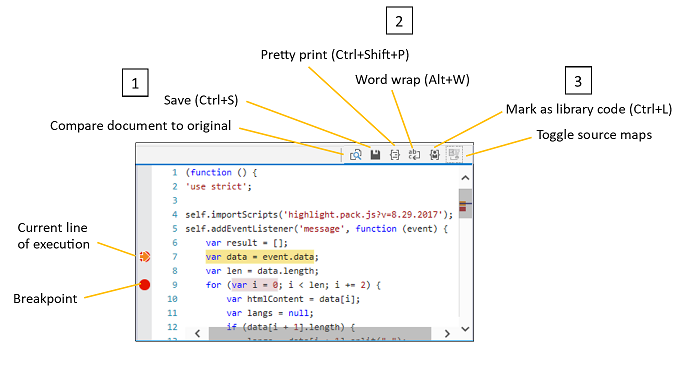 2
Pretty print (Ctrl+Shift+P)
1
3
Word wrap (Alt+W)
Save (Ctrl+S)
Mark as library code (Ctrl+L)
Compare document to original
Toggle source maps
1 (function () {
2 'use strict';
3
4 self.importScripts('highlight.pack.js?v=8.29.2017');
5 self.addEventListener('message', function (event) {
6 var result = [];
7 var data = event.data;
8 var len = data.length;
9 for (var i = 0; i < len; i += 2) {
10 var htmlContent = data[i];
11 var langs = null;
12 if (data[i + 1].length) {
Current line
of execution
Breakpoint